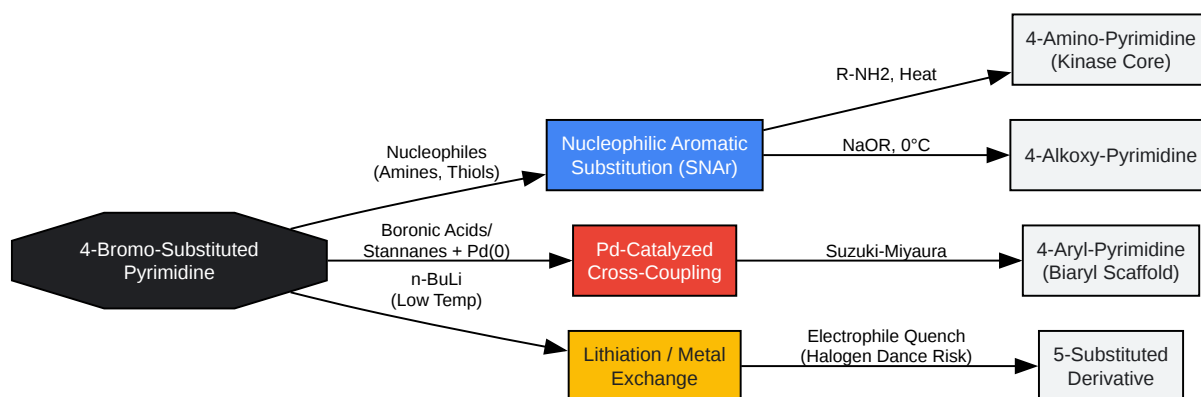 4-Bromo-Substituted
Pyrimidine
Nucleophiles
(Amines, Thiols)
Nucleophilic Aromatic
Substitution (SNAr)
R-NH2, Heat
4-Amino-Pyrimidine
(Kinase Core)
NaOR, 0°C
4-Alkoxy-Pyrimidine
Boronic Acids/
Stannanes + Pd(0)
Pd-Catalyzed
Cross-Coupling
Suzuki-Miyaura
4-Aryl-Pyrimidine
(Biaryl Scaffold)
n-BuLi
(Low Temp)
Lithiation / Metal
Exchange
Electrophile Quench
(Halogen Dance Risk)
5-Substituted
Derivative